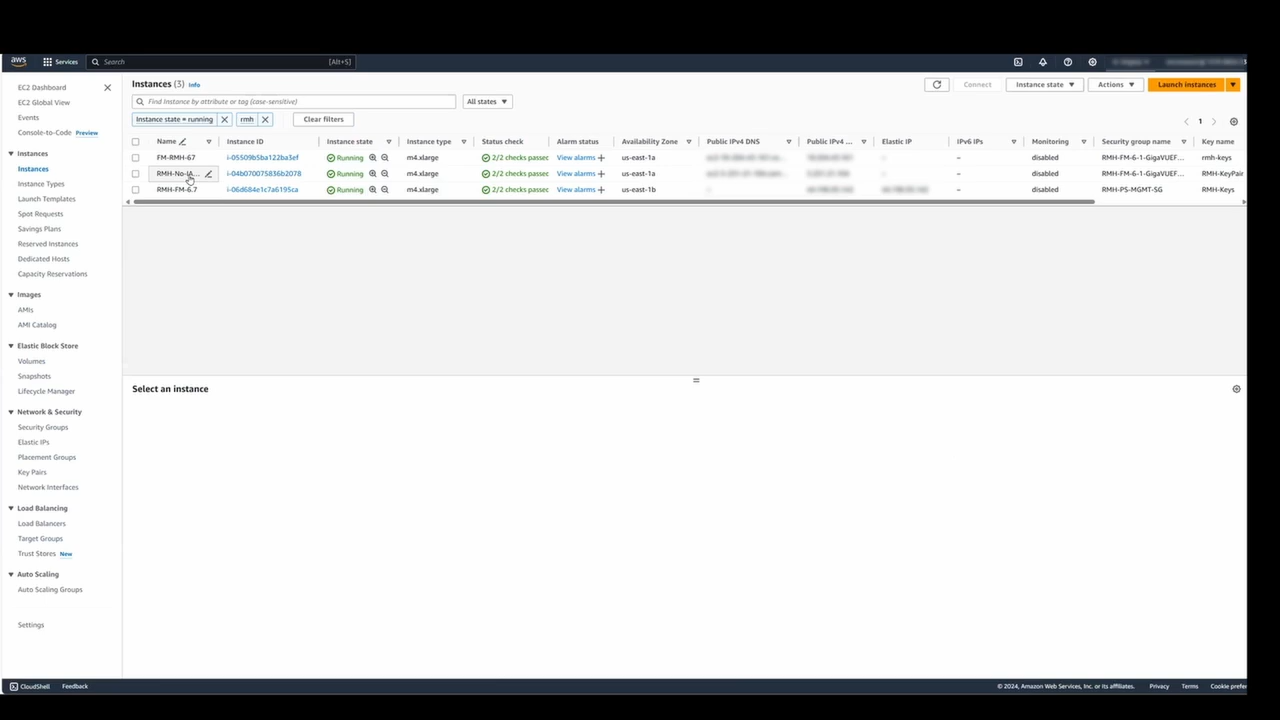 aws Services Search [Alt+S]
EC2 Dashboard
EC2 Global View
Events
Console-to-Code Preview
Instances
Instances
Instance Types
Launch Templates
Spot Requests
Savings Plans
Reserved Instances
Dedicated Hosts
Capacity Reservations
Images
AMIs
AMI Catalog
Elastic Block Store
Volumes
Snapshots
Lifecycle Manager
Network & Security
Security Groups
Elastic IPs
Placement Groups
Key Pairs
Network Interfaces
Load Balancing
Load Balancers
Target Groups
Trust Stores New
Auto Scaling
Auto Scaling Groups
Settings
Instances (3) Info Connect Instance state Actions Launch instances
Find Instance by attribute or tag (case-sensitive) All states
Instance state = running rmh Clear filters 1
Name Instance ID Instance state Instance type Status check Alarm status Availability Zone Public IPv4 DNS Public IPv4 ... Elastic IP IPv6 IPs Monitoring Security group name Key name
FM-RMH-67 i-05509b5ba122ba3ef Running m4.xlarge 2/2 checks passec View alarms + us-east-1a – – disabled RMH-FM-6-1-GigaVUEF... rmh-keys
RMH-No-IA... i-04b070075836b2078 Running m4.xlarge 2/2 checks passec View alarms + us-east-1a – – disabled RMH-FM-6-1-GigaVUEF... RMH-KeyPair
RMH-FM-6.7 i-06d684e1c7a6195ca Running m4.xlarge 2/2 checks passec View alarms + us-east-1b – – disabled RMH-PS-MGMT-SG RMH-Keys
Select an instance
CloudShell Feedback © 2024, Amazon Web Services, Inc. or its affiliates. Privacy Terms Cookie prefer